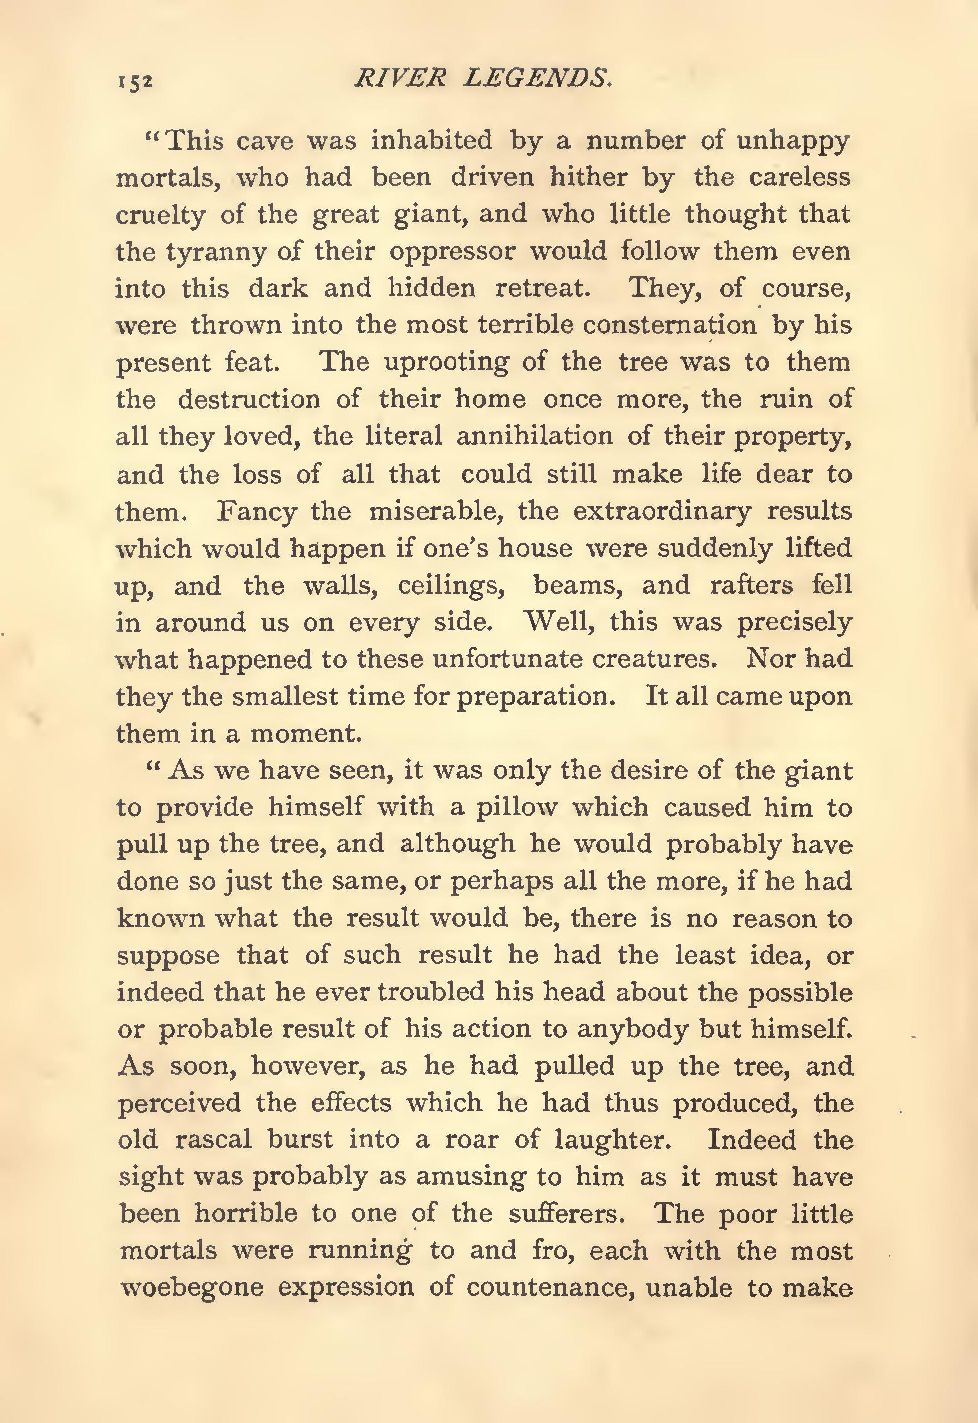 152 RIVER LEGENDS.
“This cave was inhabited by a number of unhappy
mortals, who had been driven hither by the careless
cruelty of the great giant, and who little thought that
the tyranny of their oppressor would follow them even
into this dark and hidden retreat. They, of course,
were thrown into the most terrible consternation by his
present feat. The uprooting of the tree was to them
the destruction of their home once more, the ruin of
all they loved, the literal annihilation of their property,
and the loss of all that could still make life dear to
them. Fancy the miserable, the extraordinary results
which would happen if one's house were suddenly lifted
up, and the walls, ceilings, beams, and rafters fell
in around us on every side. Well, this was precisely
what happened to these unfortunate creatures. Nor had
they the smallest time for preparation. It all came upon
them in a moment.
“As we have seen, it was only the desire of the giant
to provide himself with a pillow which caused him to
pull up the tree, and although he would probably have
done so just the same, or perhaps all the more, if he had
known what the result would be, there is no reason to
suppose that of such result he had the least idea, or
indeed that he ever troubled his head about the possible
or probable result of his action to anybody but himself.
As soon, however, as he had pulled up the tree, and
perceived the effects which he had thus produced, the
old rascal burst into a roar of laughter. Indeed the
sight was probably as amusing to him as it must have
been horrible to one of the sufferers. The poor little
mortals were running to and fro, each with the most
woebegone expression of countenance, unable to make